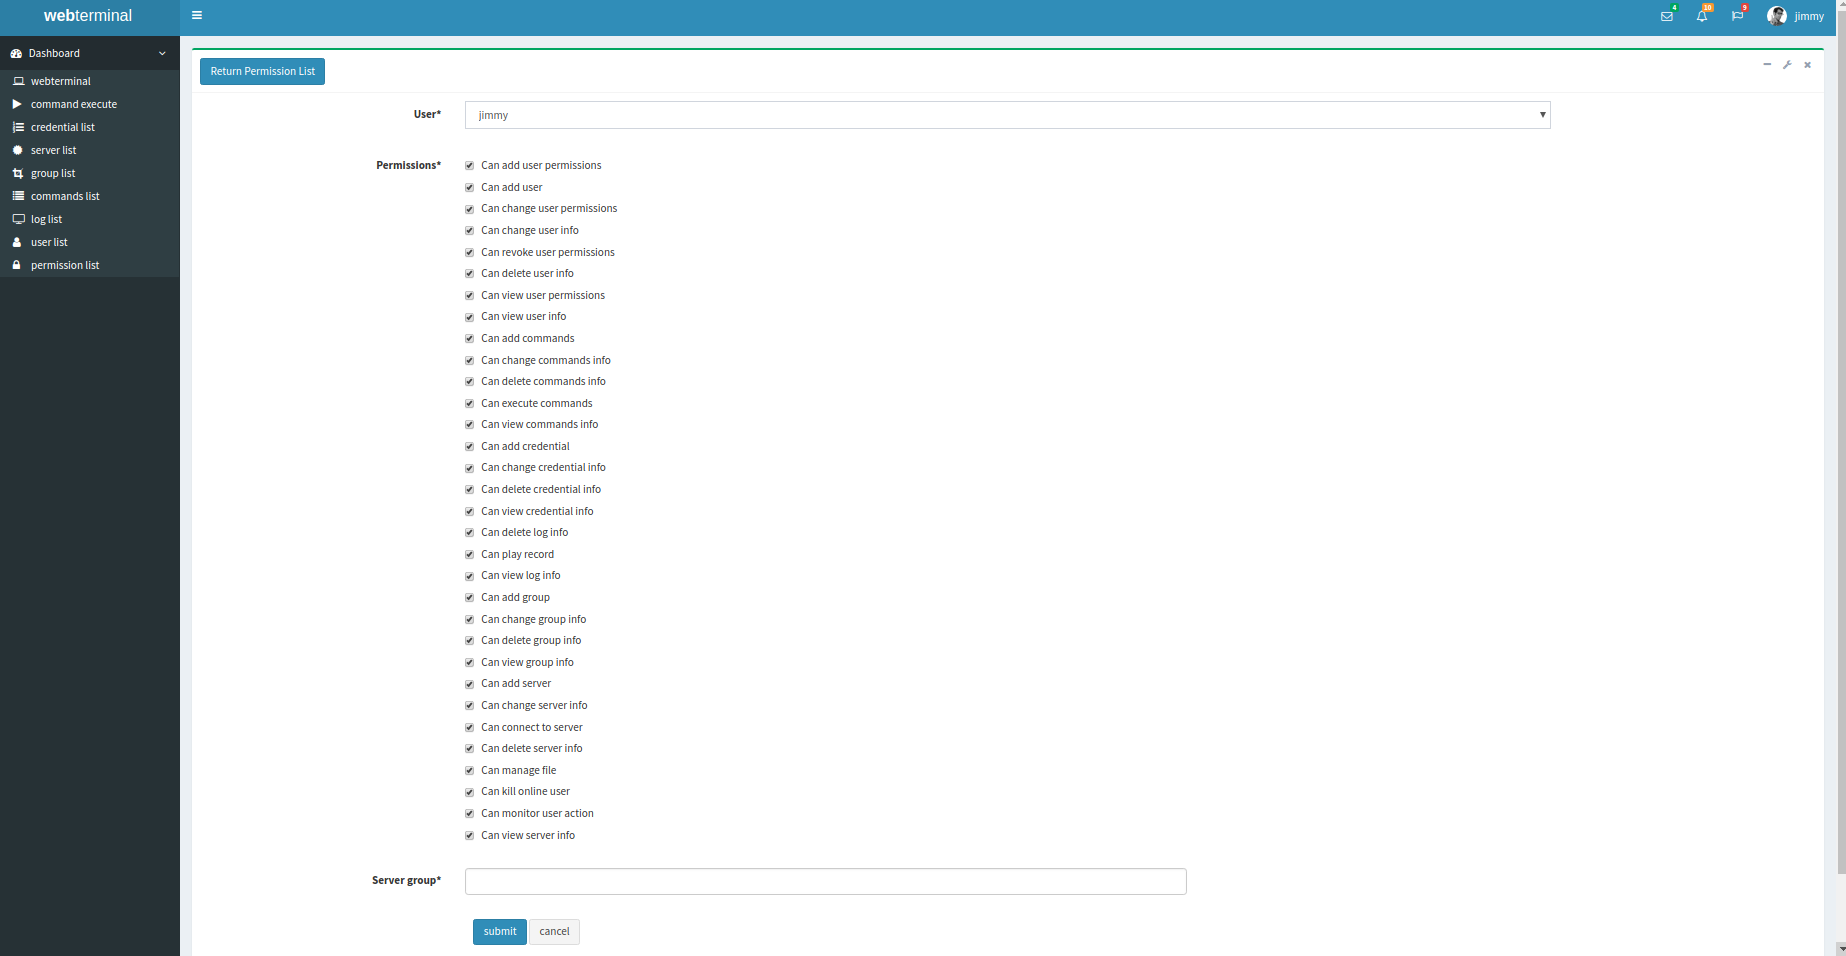 webterminal
4
10
9
jimmy
Dashboard
webterminal
command execute
credential list
server list
group list
commands list
log list
user list
permission list
Return Permission List
User*
jimmy
Permissions*
Can add user permissions
Can add user
Can change user permissions
Can change user info
Can revoke user permissions
Can delete user info
Can view user permissions
Can view user info
Can add commands
Can change commands info
Can delete commands info
Can execute commands
Can view commands info
Can add credential
Can change credential info
Can delete credential info
Can view credential info
Can delete log info
Can play record
Can view log info
Can add group
Can change group info
Can delete group info
Can view group info
Can add server
Can change server info
Can connect to server
Can delete server info
Can manage file
Can kill online user
Can monitor user action
Can view server info
Server group*
submit
cancel